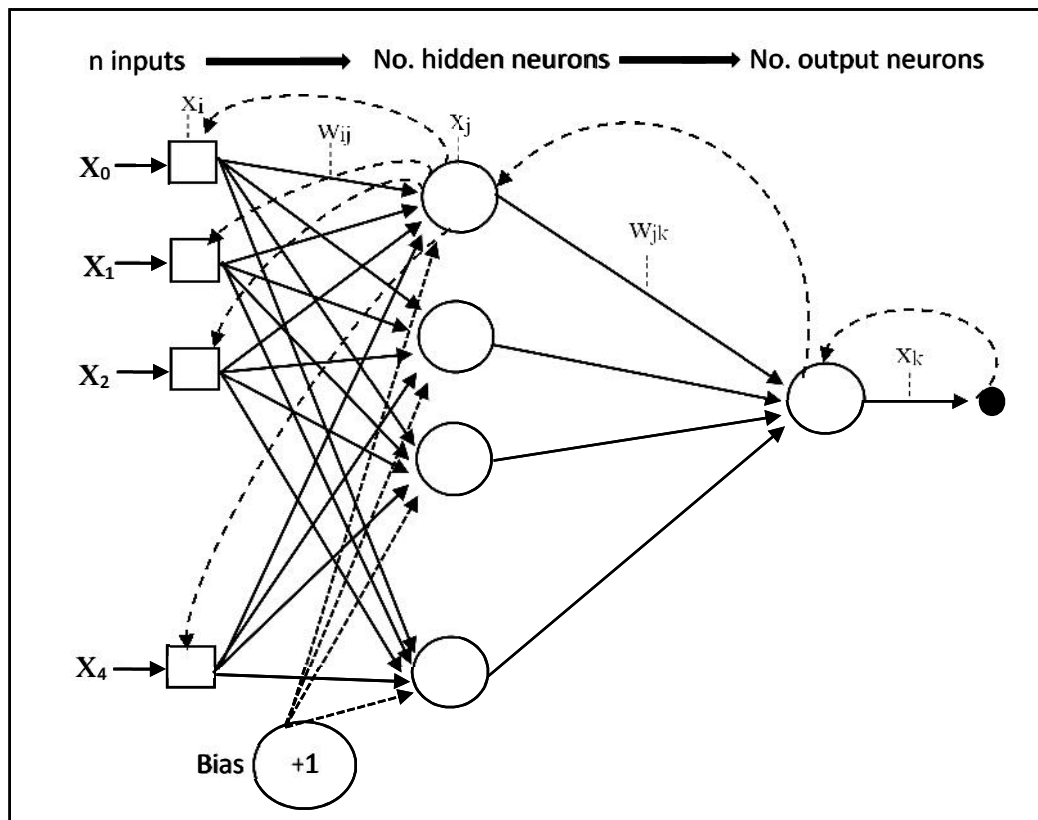 n inputs No. hidden neurons No. output neurons
xi
Wij
xj
X₀
X₁
Wjk
X₂
xk
X₄
Bias +1